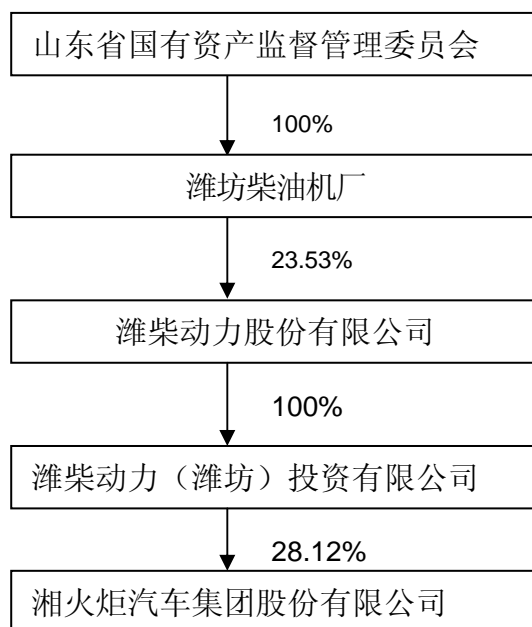 山东省国有资产监督管理委员会
100%
潍坊柴油机厂
23.53%
潍柴动力股份有限公司
100%
潍柴动力（潍坊）投资有限公司
28.12%
湘火炬汽车集团股份有限公司